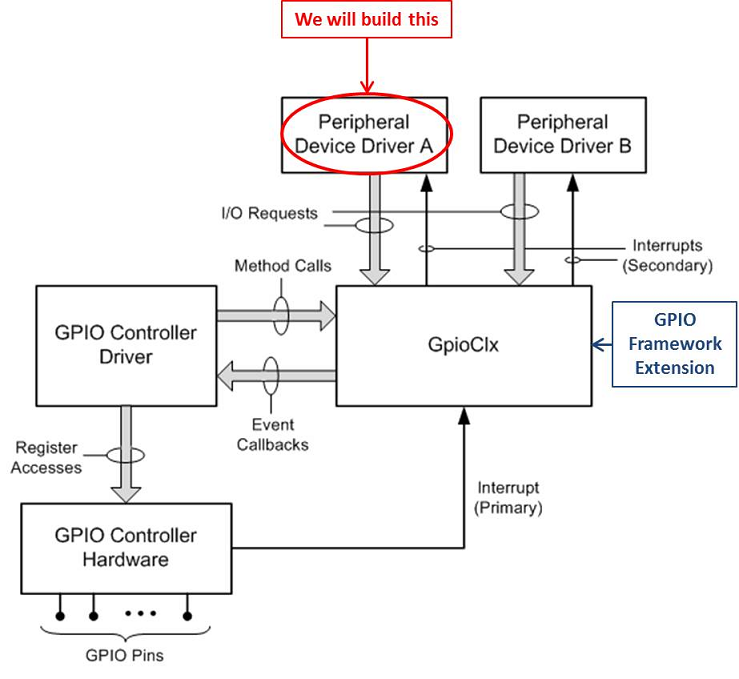 We will build this
Peripheral
Device Driver A
Peripheral
Device Driver B
I/O Requests
Interrupts
(Secondary)
Method Calls
GPIO Controller
Driver
GpioClx
GPIO
Framework
Extension
Event
Callbacks
Register
Accesses
Interrupt
(Primary)
GPIO Controller
Hardware
GPIO Pins